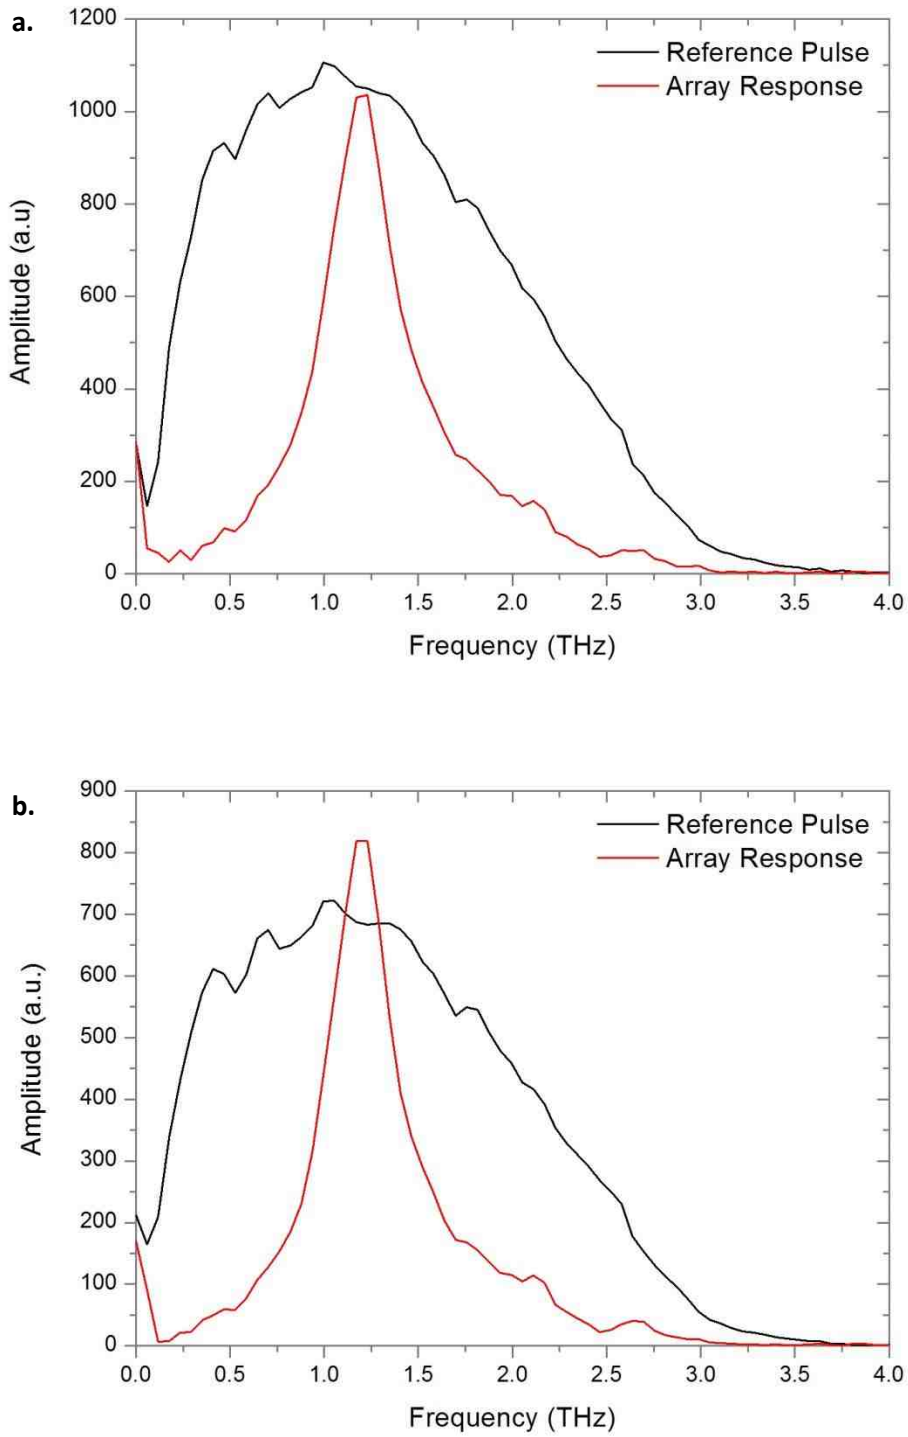 a.
1200
1000
800
600
400
200
0
Amplitude (a.u)
Reference Pulse
Array Response
0.0 0.5 1.0 1.5 2.0 2.5 3.0 3.5 4.0
Frequency (THz)
b.
900
800
700
600
500
400
300
200
100
0
Amplitude (a.u.)
Reference Pulse
Array Response
0.0 0.5 1.0 1.5 2.0 2.5 3.0 3.5 4.0
Frequency (THz)